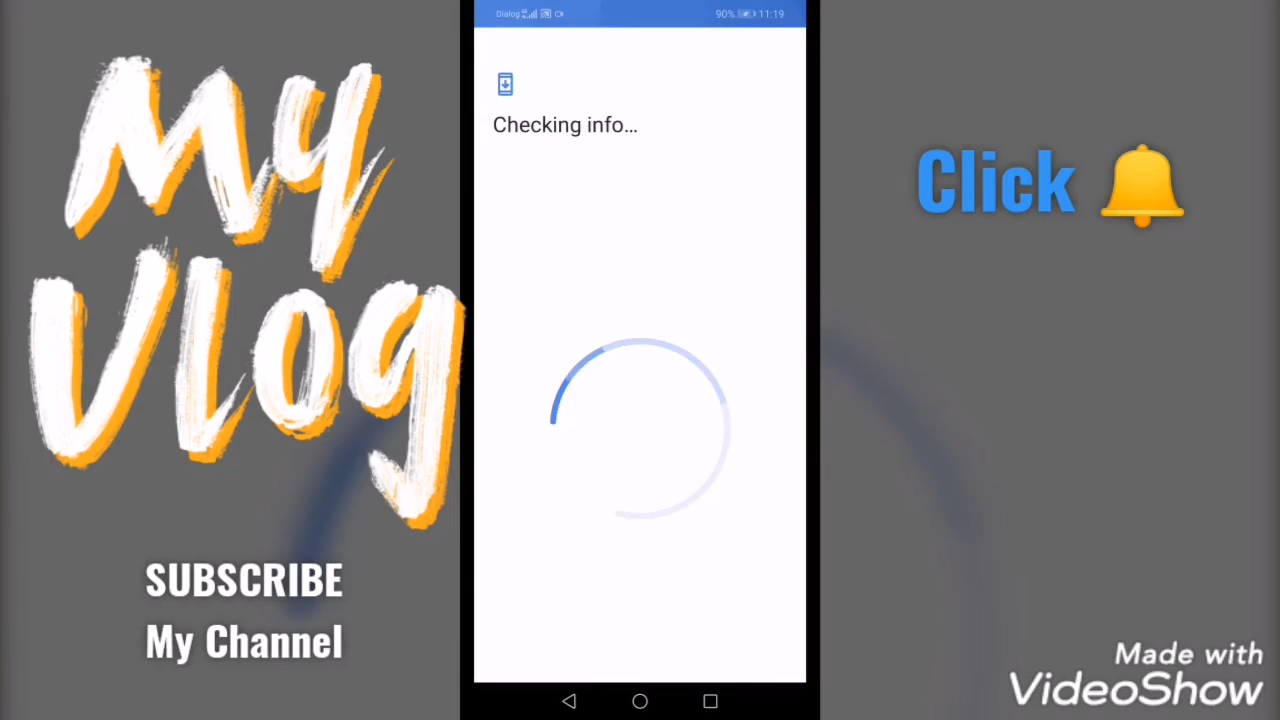 My
Vlog
SUBSCRIBE
My Channel
Dialog
90% 11:19
Checking info...
Click
Made with
VideoShow